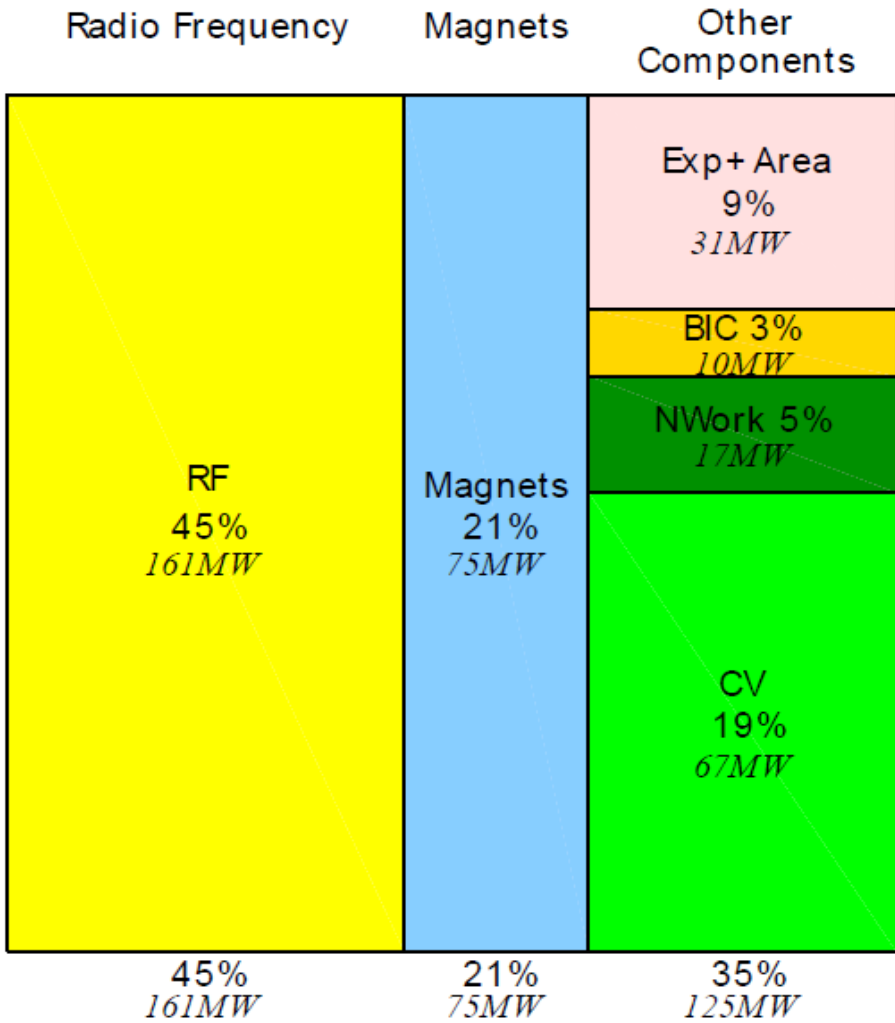 Radio Frequency
Magnets
Other
Components
Exp+ Area
9%
31MW
BIC 3%
10MW
NWork 5%
17MW
RF
45%
161MW
Magnets
21%
75MW
CV
19%
67MW
45%
161MW
21%
75MW
35%
125MW